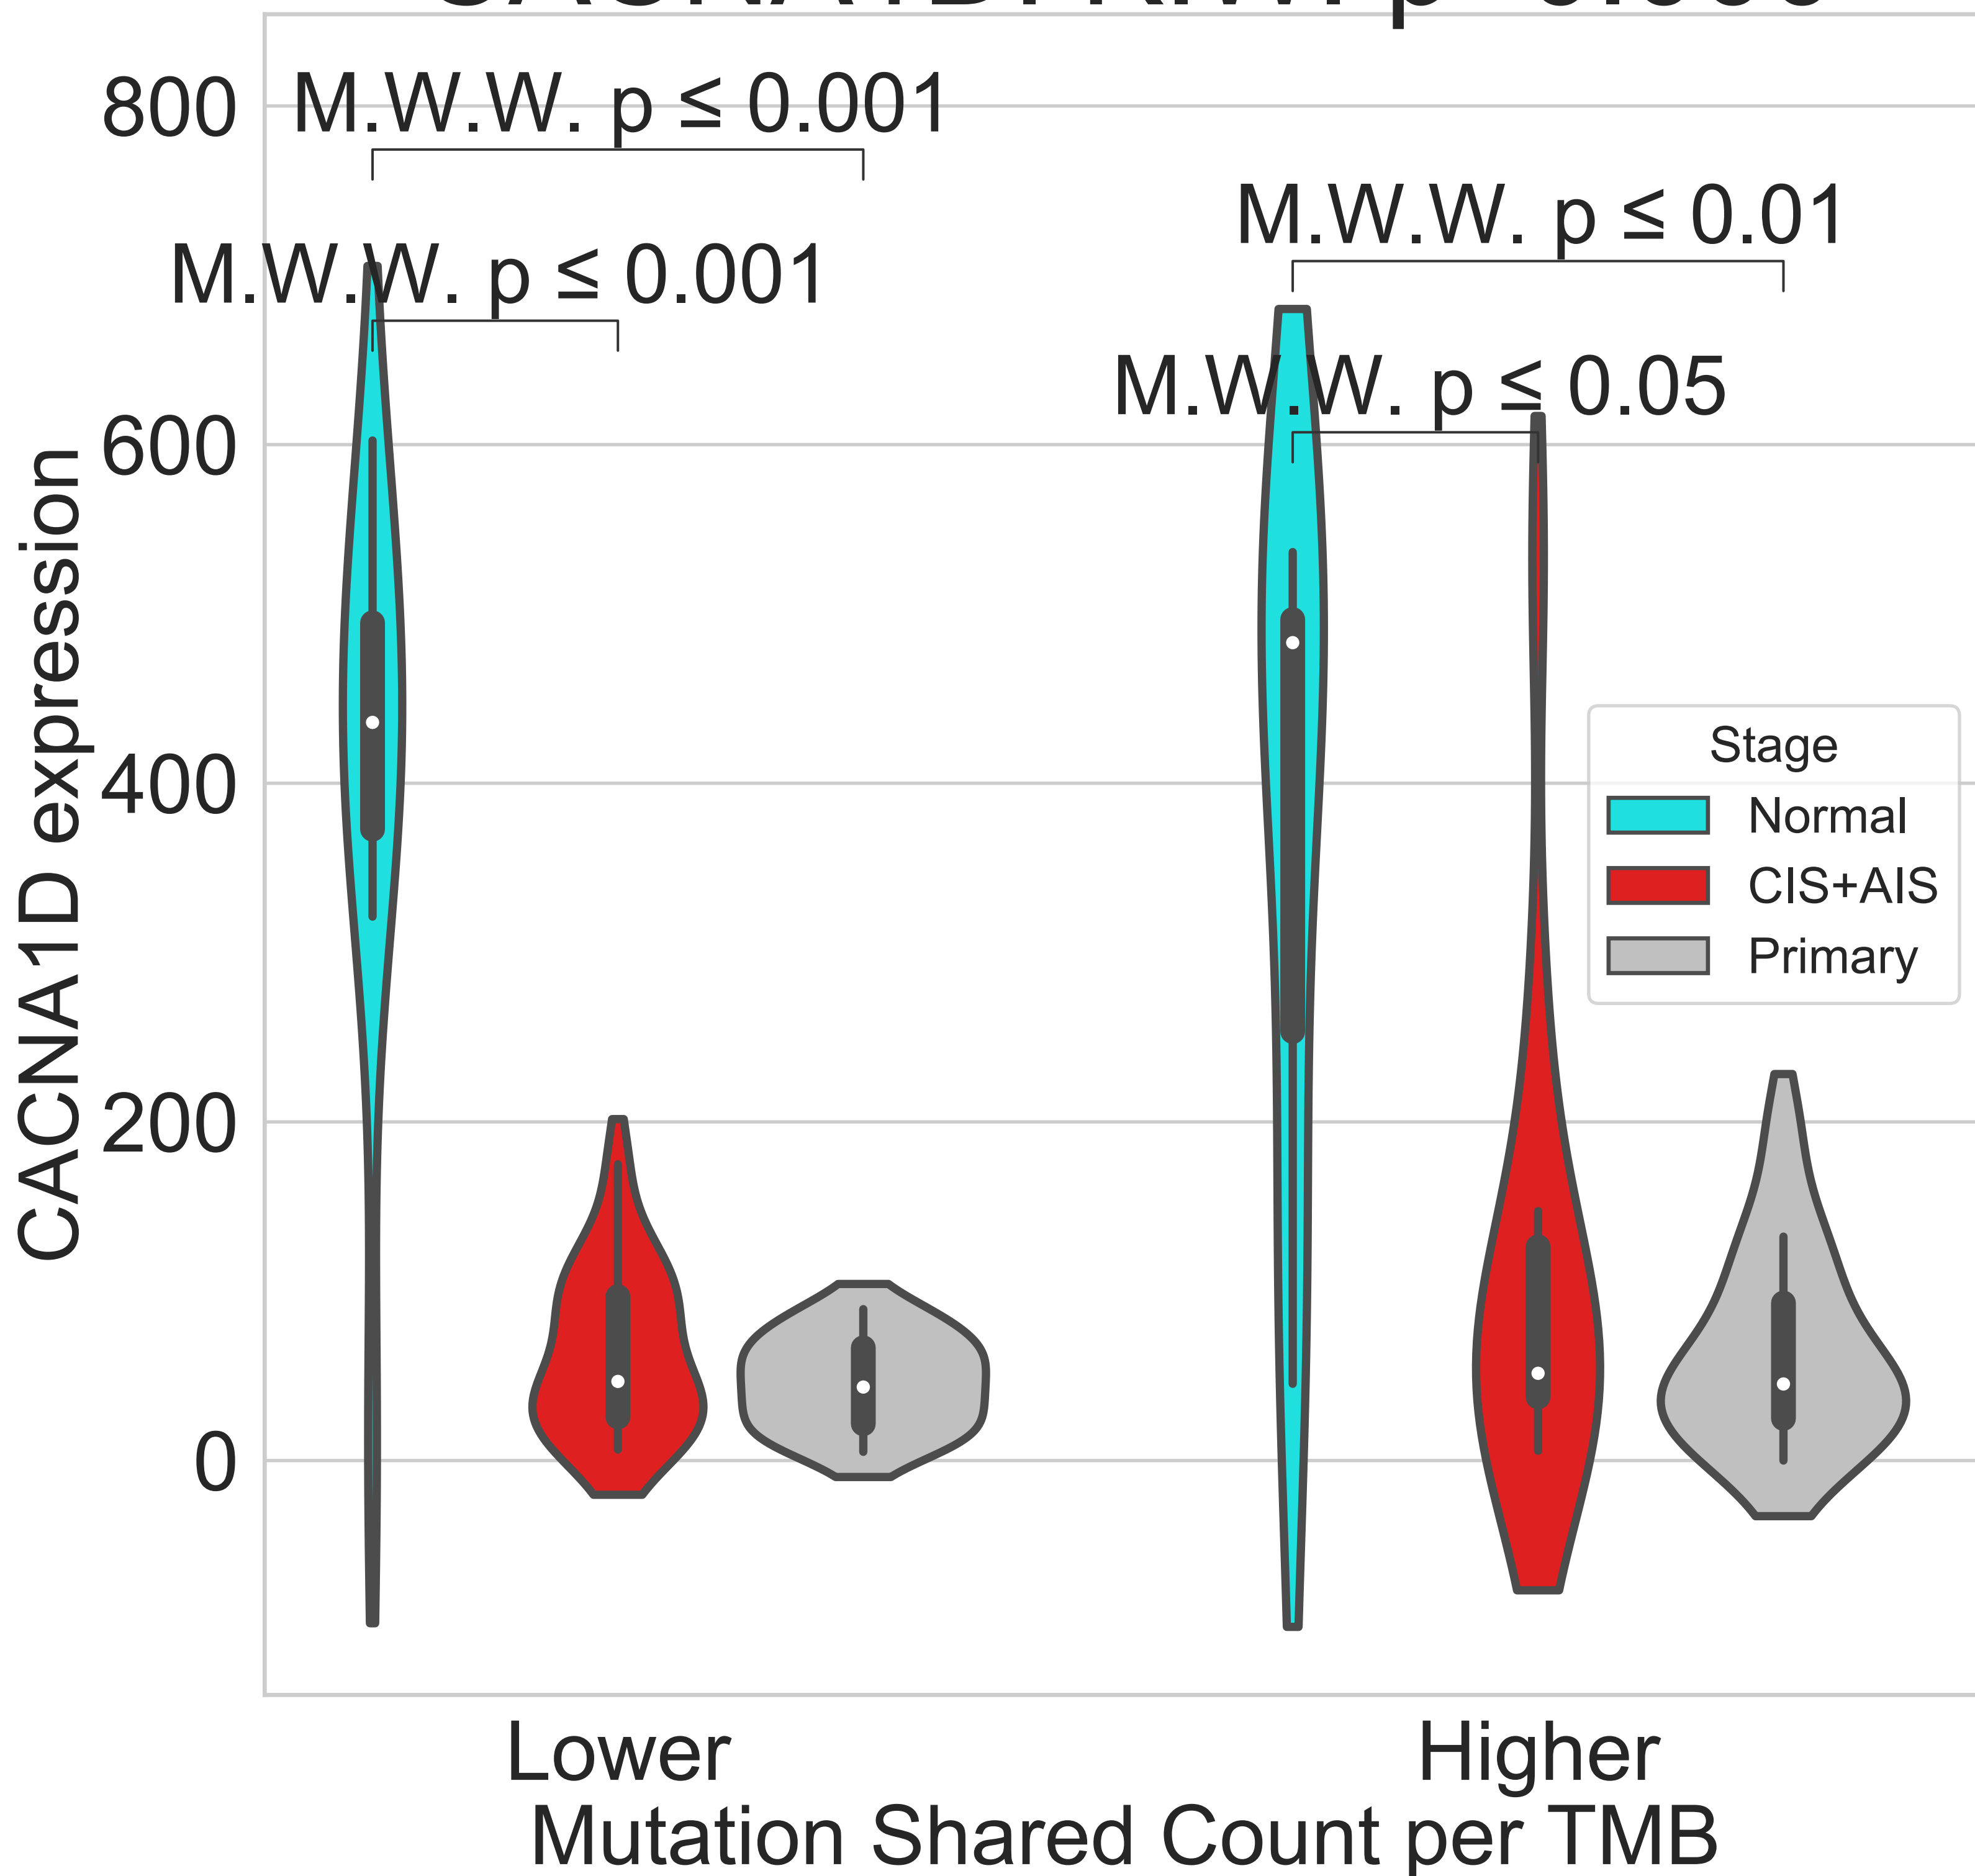 800
M.W.W. p ≤ 0.001
M.W.W. p ≤ 0.01
M.W.W. p ≤ 0.001
M.W.W. p ≤ 0.05
600
400
200
0
CACNA1D expression
Stage
Normal
CIS+AIS
Primary
Lower
Higher
Mutation Shared Count per TMB